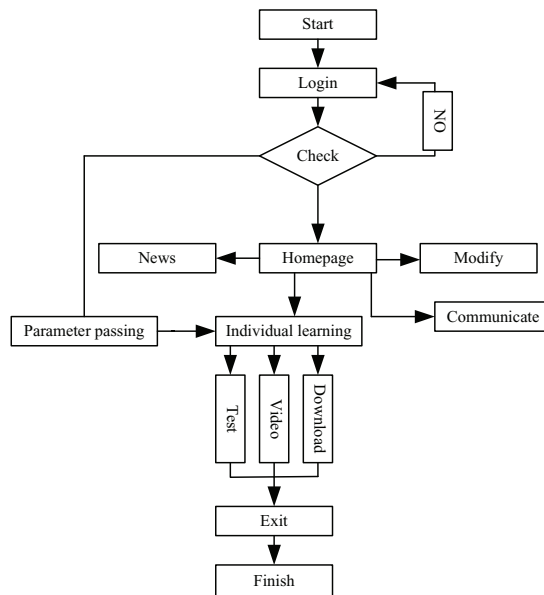 Start
Login
NO
Check
News
Homepage
Modify
Communicate
Parameter passing
Individual learning
Test
Video
Download
Exit
Finish